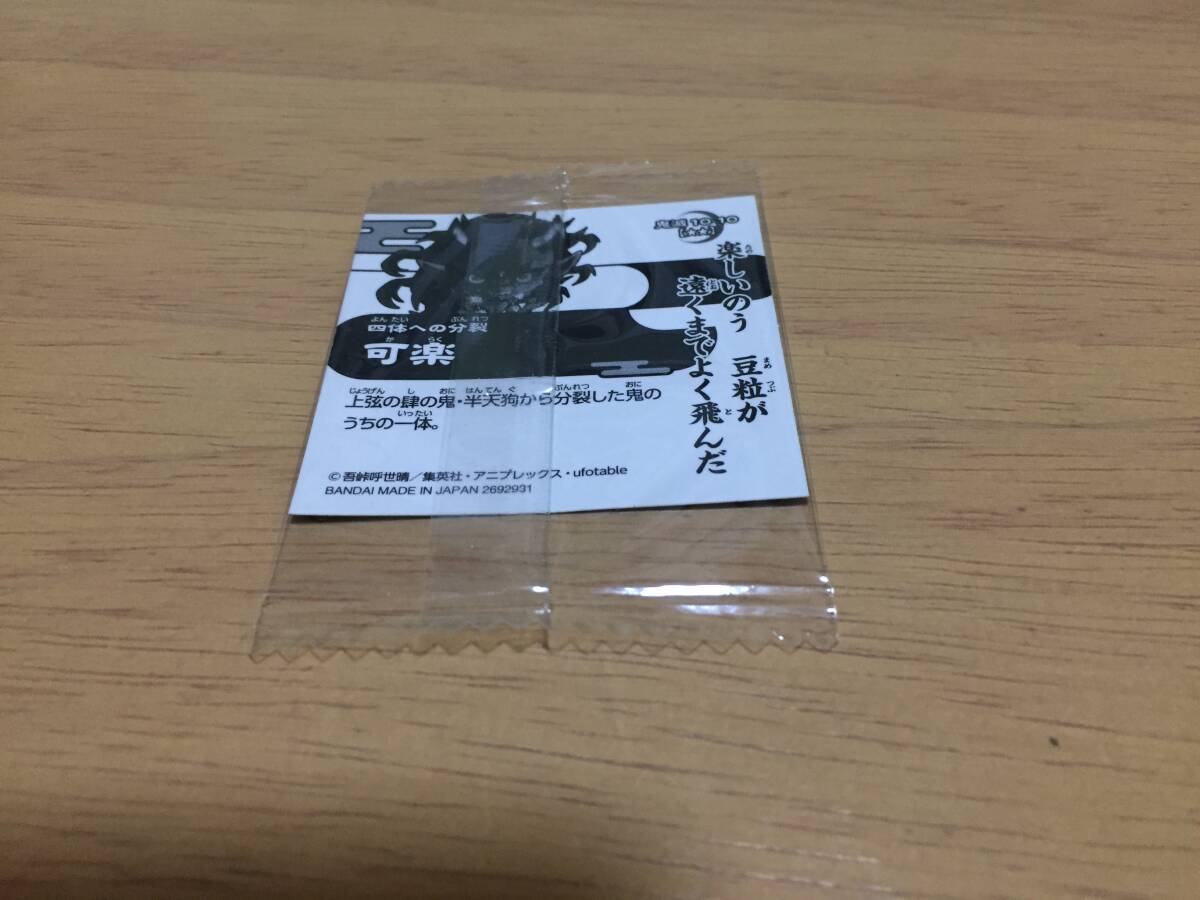 鬼滅 10-10
[★★]
楽しいのう 豆粒が
遠くまでよく飛んだ
四体への分裂
可楽
上弦の肆の鬼・半天狗から分裂した鬼の
うちの一体。
©吾峠呼世晴／集英社・アニプレックス・ufotable
BANDAI MADE IN JAPAN 2692931